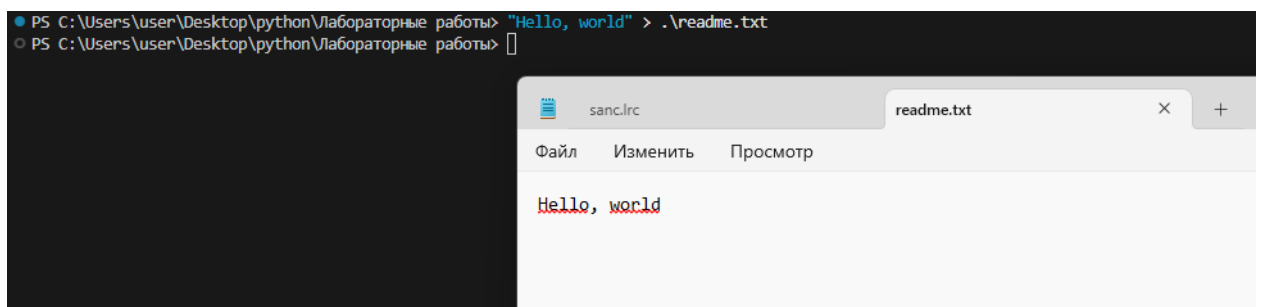 PS C:\Users\user\Desktop\python\Лабораторные работы> "Hello, world" > .\readme.txt
PS C:\Users\user\Desktop\python\Лабораторные работы>
sanc.lrc readme.txt
Файл Изменить Просмотр
Hello, world